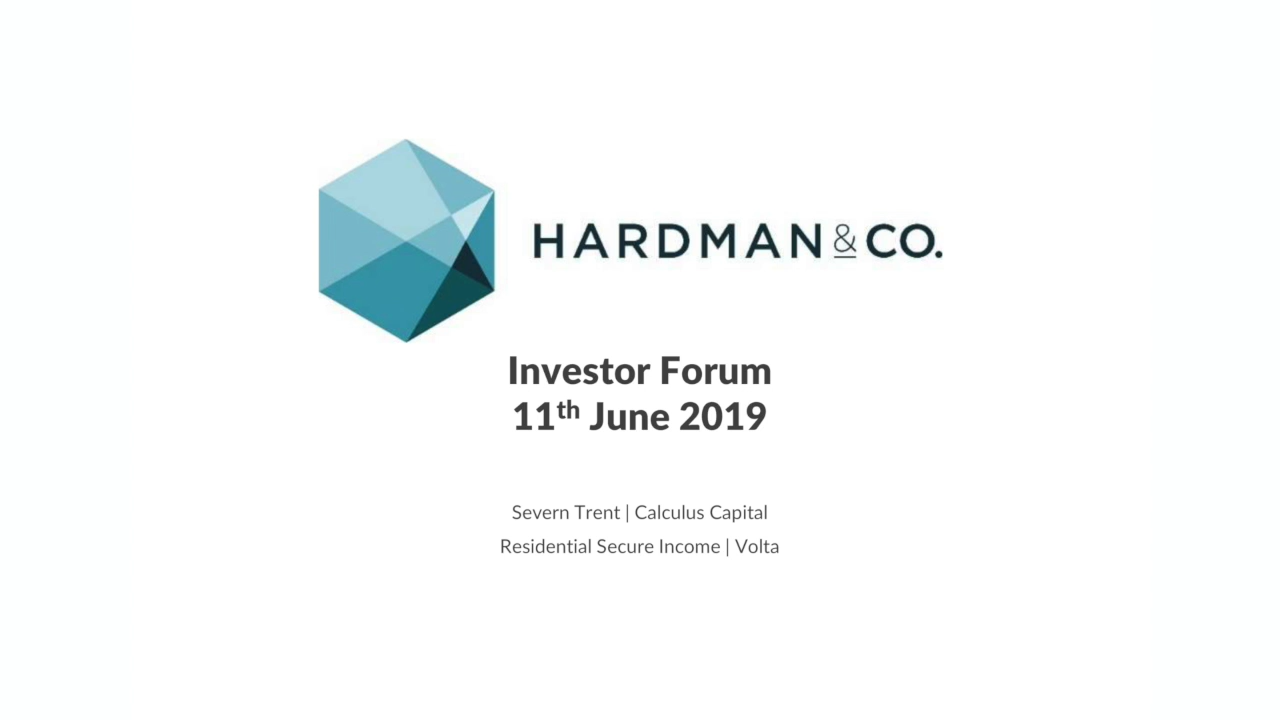 HARDMAN & CO.
Investor Forum
11th June 2019
Severn Trent | Calculus Capital
Residential Secure Income | Volta